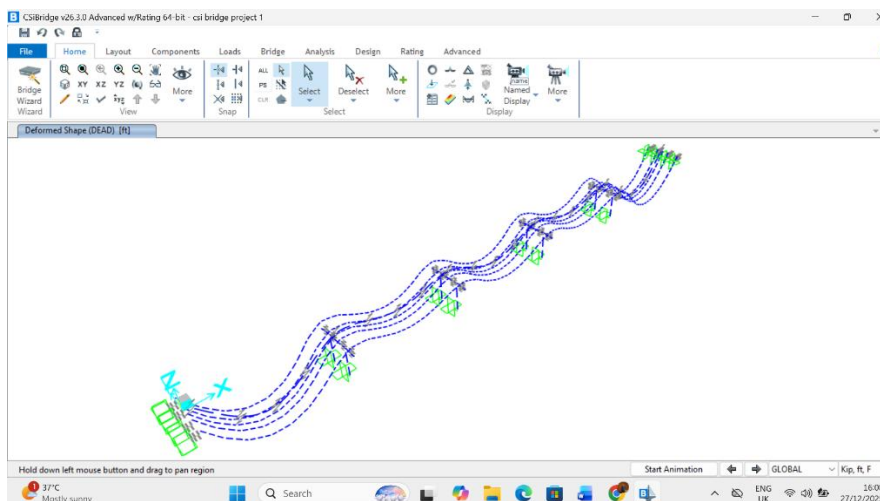 CSiBridge v26.3.0 Advanced w/Rating 64-bit - csi bridge project 1
File Home Layout Components Loads Bridge Analysis Design Rating Advanced
XY XZ YZ
ALL
PS
CLR
Bridge
Wizard
More
Select
Deselect
More
Named
Display
More
Wizard View Snap Select Display
Deformed Shape (DEAD) [ft]
Z X
Hold down left mouse button and drag to pan region
Start Animation GLOBAL Kip, ft, F
37°C
Mostly sunny
Search
ENG
UK
16:00